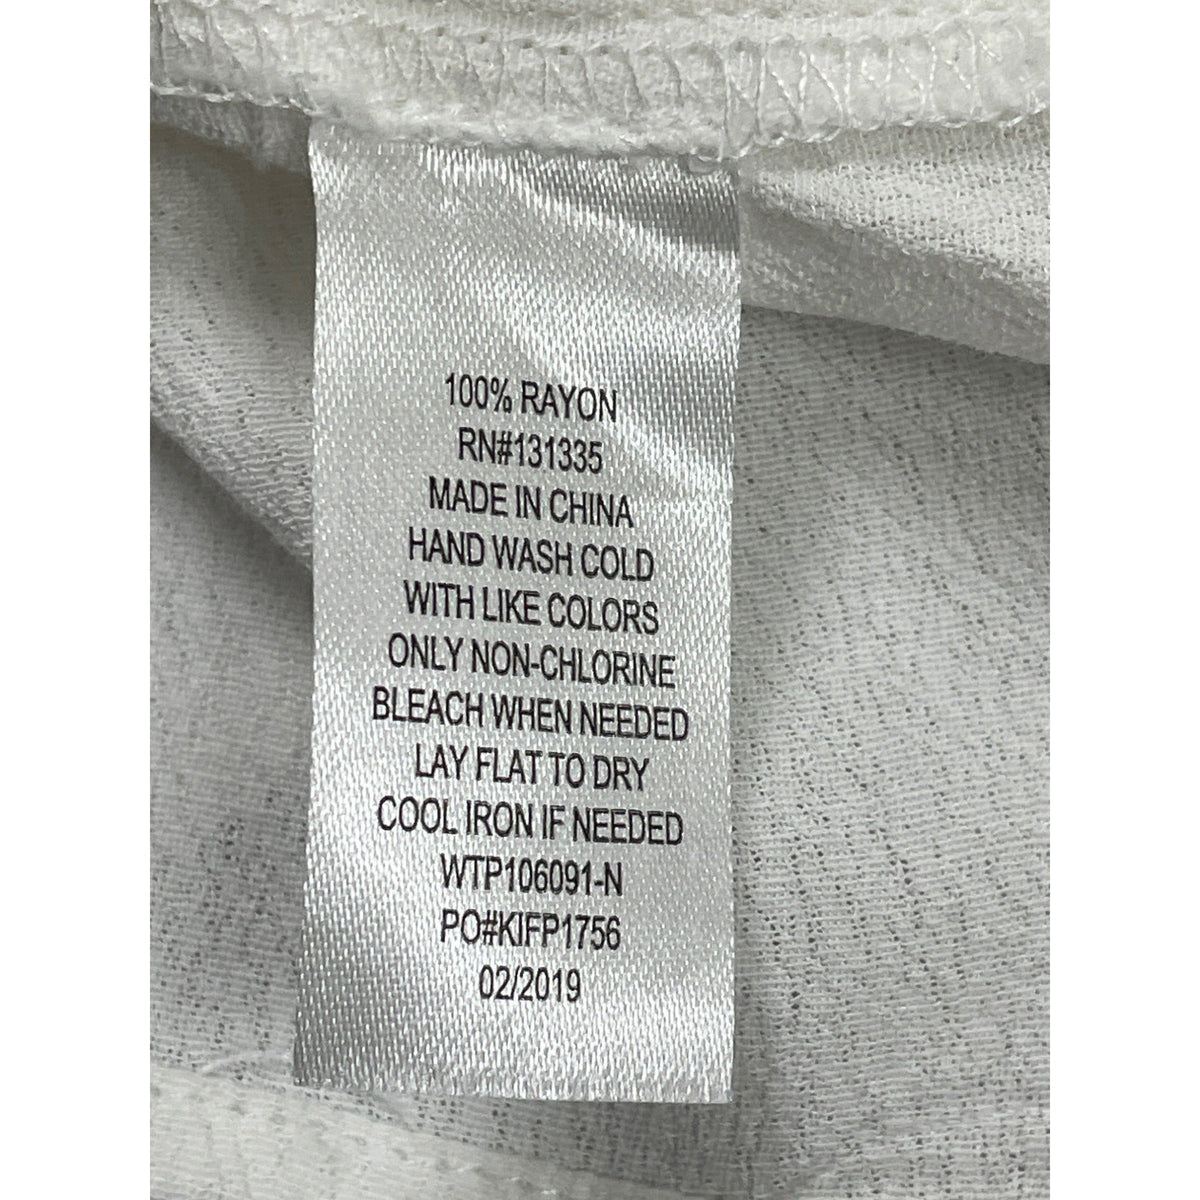 100% RAYON
RN#131335
MADE IN CHINA
HAND WASH COLD
WITH LIKE COLORS
ONLY NON-CHLORINE
BLEACH WHEN NEEDED
LAY FLAT TO DRY
COOL IRON IF NEEDED
WTP106091-N
PO#KIFP1756
02/2019